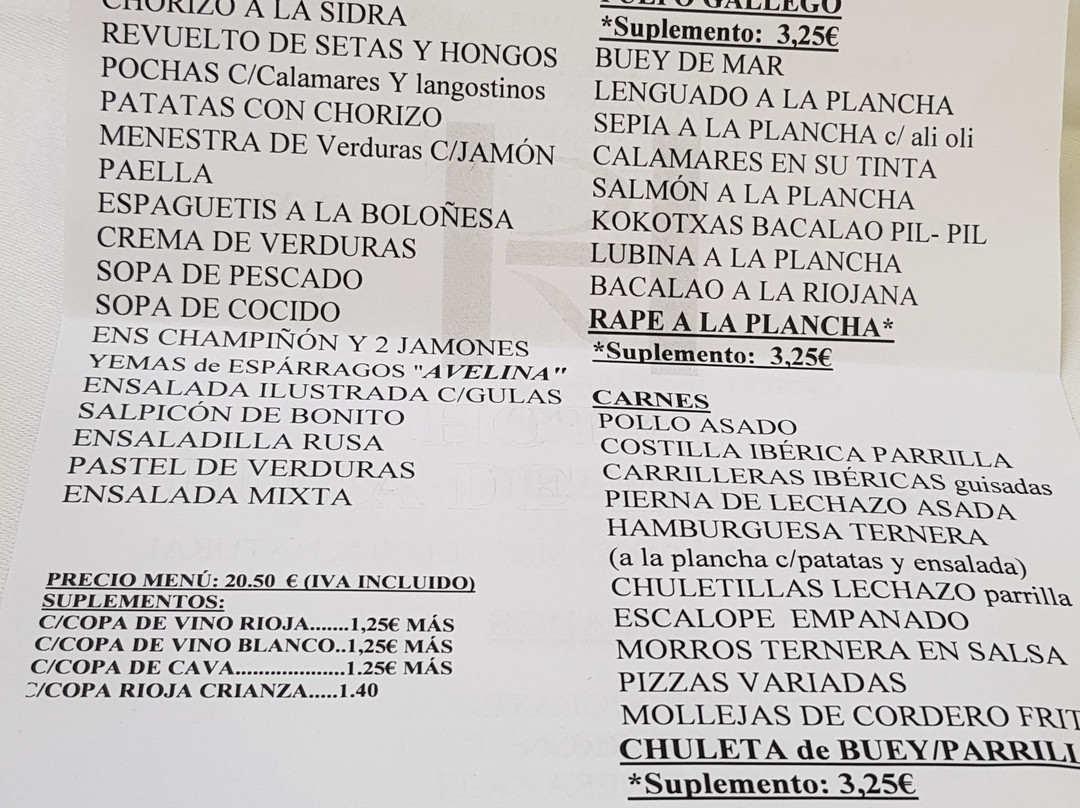 CHORIZO A LA SIDRA
REVUELTO DE SETAS Y HONGOS
POCHAS C/Calamares Y langostinos
PATATAS CON CHORIZO
MENESTRA DE Verduras C/JAMÓN
PAELLA
ESPAGUETIS A LA BOLOÑESA
CREMA DE VERDURAS
SOPA DE PESCADO
SOPA DE COCIDO
ENS CHAMPIÑÓN Y 2 JAMONES
YEMAS de ESPÁRRAGOS "AVELINA"
ENSALADA ILUSTRADA C/GULAS
SALPICÓN DE BONITO
ENSALADILLA RUSA
PASTEL DE VERDURAS
ENSALADA MIXTA
PRECIO MENÚ: 20.50 € (IVA INCLUIDO)
SUPLEMENTOS:
C/COPA DE VINO RIOJA.......1,25€ MÁS
C/COPA DE VINO BLANCO..1,25€ MÁS
C/COPA DE CAVA....................1.25€ MÁS
C/COPA RIOJA CRIANZA.....1.40
PULPO GALLEGO
*Suplemento: 3,25€
BUEY DE MAR
LENGUADO A LA PLANCHA
SEPIA A LA PLANCHA c/ ali oli
CALAMARES EN SU TINTA
SALMÓN A LA PLANCHA
KOKOTXAS BACALAO PIL- PIL
LUBINA A LA PLANCHA
BACALAO A LA RIOJANA
RAPE A LA PLANCHA*
*Suplemento: 3,25€
CARNES
POLLO ASADO
COSTILLA IBÉRICA PARRILLA
CARRILLERAS IBÉRICAS guisadas
PIERNA DE LECHAZO ASADA
HAMBURGUESA TERNERA
(a la plancha c/patatas y ensalada)
CHULETILLAS LECHAZO parrilla
ESCALOPE EMPANADO
MORROS TERNERA EN SALSA
PIZZAS VARIADAS
MOLLEJAS DE CORDERO FRIT
CHULETA de BUEY/PARRILL
*Suplemento: 3,25€